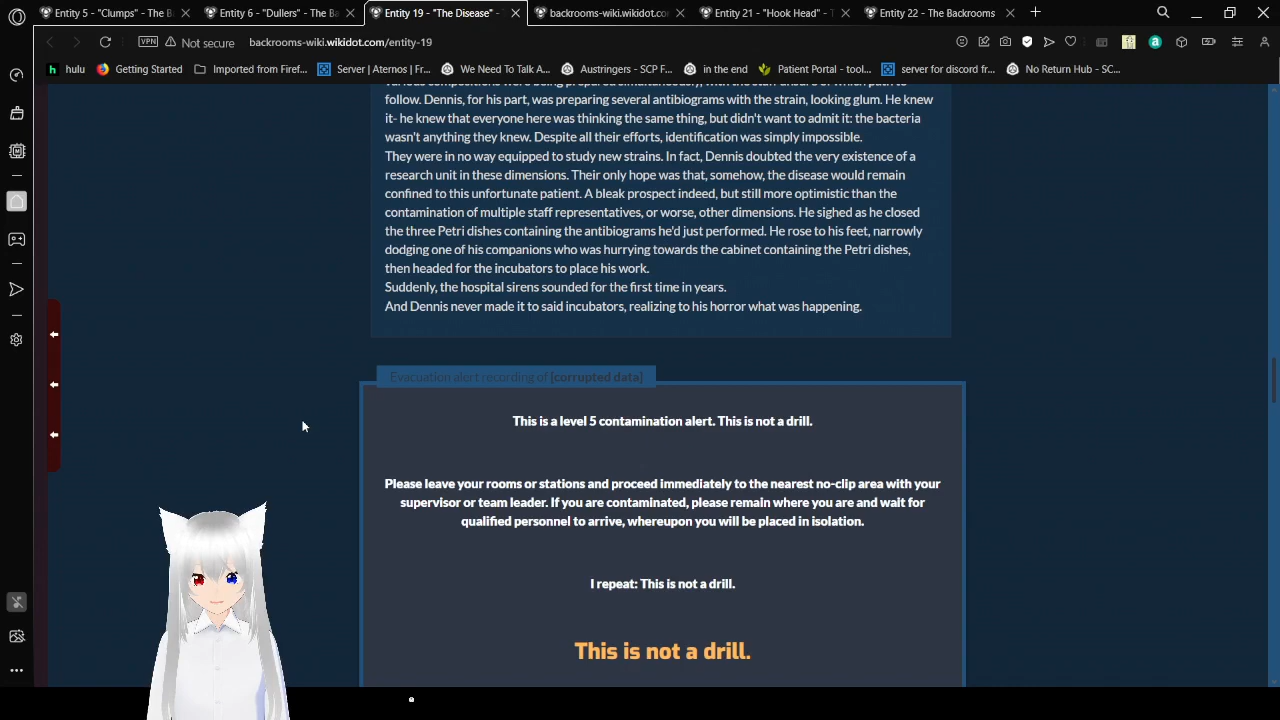 Entity 5 - "Clumps" - The B
Entity 6 - "Dullers" - The Ba
Entity 19 - "The Disease" -
backrooms-wiki.wikidot.co
Entity 21 - "Hook Head" - T
Entity 22 - The Backrooms
VPN
Not secure
backrooms-wiki.wikidot.com/entity-19
hulu
Getting Started
Imported from Firef...
Server | Aternos | Fr...
We Need To Talk A...
Austringers - SCP F...
in the end
Patient Portal - tool...
server for discord fr...
No Return Hub - SC...
various compositions were being prepared simultaneously, with the staff unsure of which path to
follow. Dennis, for his part, was preparing several antibiograms with the strain, looking glum. He knew
it- he knew that everyone here was thinking the same thing, but didn't want to admit it: the bacteria
wasn't anything they knew. Despite all their efforts, identification was simply impossible.
They were in no way equipped to study new strains. In fact, Dennis doubted the very existence of a
research unit in these dimensions. Their only hope was that, somehow, the disease would remain
confined to this unfortunate patient. A bleak prospect indeed, but still more optimistic than the
contamination of multiple staff representatives, or worse, other dimensions. He sighed as he closed
the three Petri dishes containing the antibiograms he'd just performed. He rose to his feet, narrowly
dodging one of his companions who was hurrying towards the cabinet containing the Petri dishes,
then headed for the incubators to place his work.
Suddenly, the hospital sirens sounded for the first time in years.
And Dennis never made it to said incubators, realizing to his horror what was happening.
Evacuation alert recording of [corrupted data]
This is a level 5 contamination alert. This is not a drill.
Please leave your rooms or stations and proceed immediately to the nearest no-clip area with your
supervisor or team leader. If you are contaminated, please remain where you are and wait for
qualified personnel to arrive, whereupon you will be placed in isolation.
I repeat: This is not a drill.
This is not a drill.